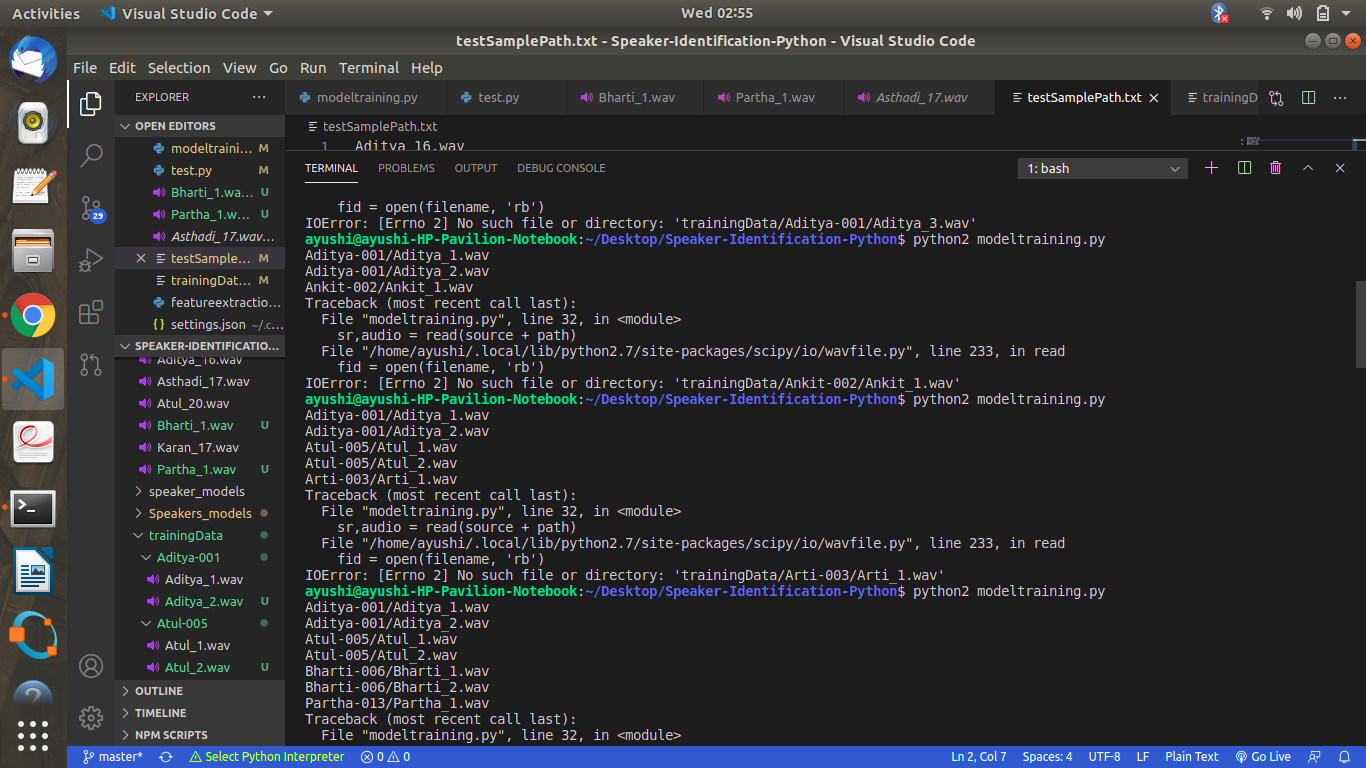 Activities
Visual Studio Code
Wed 02:55
testSamplePath.txt - Speaker-Identification-Python - Visual Studio Code
File Edit Selection View Go Run Terminal Help
EXPLORER
OPEN EDITORS
modeltraini... M
test.py M
Bharti_1.wa... U
Partha_1.w... U
Asthadi_17.wav...
testSample... M
trainingDat... M
featureextractio...
settings.json ~/.c...
SPEAKER-IDENTIFICATIO...
Aditya_16.wav
Asthadi_17.wav
Atul_20.wav
Bharti_1.wav U
Karan_17.wav
Partha_1.wav U
speaker_models
Speakers_models
trainingData
Aditya-001
Aditya_1.wav
Aditya_2.wav U
Atul-005
Atul_1.wav
Atul_2.wav U
OUTLINE
TIMELINE
NPM SCRIPTS
29
modeltraining.py
test.py
Bharti_1.wav
Partha_1.wav
Asthadi_17.wav
testSamplePath.txt
trainingD
testSamplePath.txt
1 Aditya_16.wav
TERMINAL PROBLEMS OUTPUT DEBUG CONSOLE
1: bash
fid = open(filename, 'rb')
IOError: [Errno 2] No such file or directory: 'trainingData/Aditya-001/Aditya_3.wav'
ayushi@ayushi-HP-Pavilion-Notebook:~/Desktop/Speaker-Identification-Python$ python2 modeltraining.py
Aditya-001/Aditya_1.wav
Aditya-001/Aditya_2.wav
Ankit-002/Ankit_1.wav
Traceback (most recent call last):
File "modeltraining.py", line 32, in <module>
sr,audio = read(source + path)
File "/home/ayushi/.local/lib/python2.7/site-packages/scipy/io/wavfile.py", line 233, in read
fid = open(filename, 'rb')
IOError: [Errno 2] No such file or directory: 'trainingData/Ankit-002/Ankit_1.wav'
ayushi@ayushi-HP-Pavilion-Notebook:~/Desktop/Speaker-Identification-Python$ python2 modeltraining.py
Aditya-001/Aditya_1.wav
Aditya-001/Aditya_2.wav
Atul-005/Atul_1.wav
Atul-005/Atul_2.wav
Arti-003/Arti_1.wav
Traceback (most recent call last):
File "modeltraining.py", line 32, in <module>
sr,audio = read(source + path)
File "/home/ayushi/.local/lib/python2.7/site-packages/scipy/io/wavfile.py", line 233, in read
fid = open(filename, 'rb')
IOError: [Errno 2] No such file or directory: 'trainingData/Arti-003/Arti_1.wav'
ayushi@ayushi-HP-Pavilion-Notebook:~/Desktop/Speaker-Identification-Python$ python2 modeltraining.py
Aditya-001/Aditya_1.wav
Aditya-001/Aditya_2.wav
Atul-005/Atul_1.wav
Atul-005/Atul_2.wav
Bharti-006/Bharti_1.wav
Bharti-006/Bharti_2.wav
Partha-013/Partha_1.wav
Traceback (most recent call last):
File "modeltraining.py", line 32, in <module>
master* Select Python Interpreter 0 0 Ln 2, Col 7 Spaces: 4 UTF-8 LF Plain Text Go Live